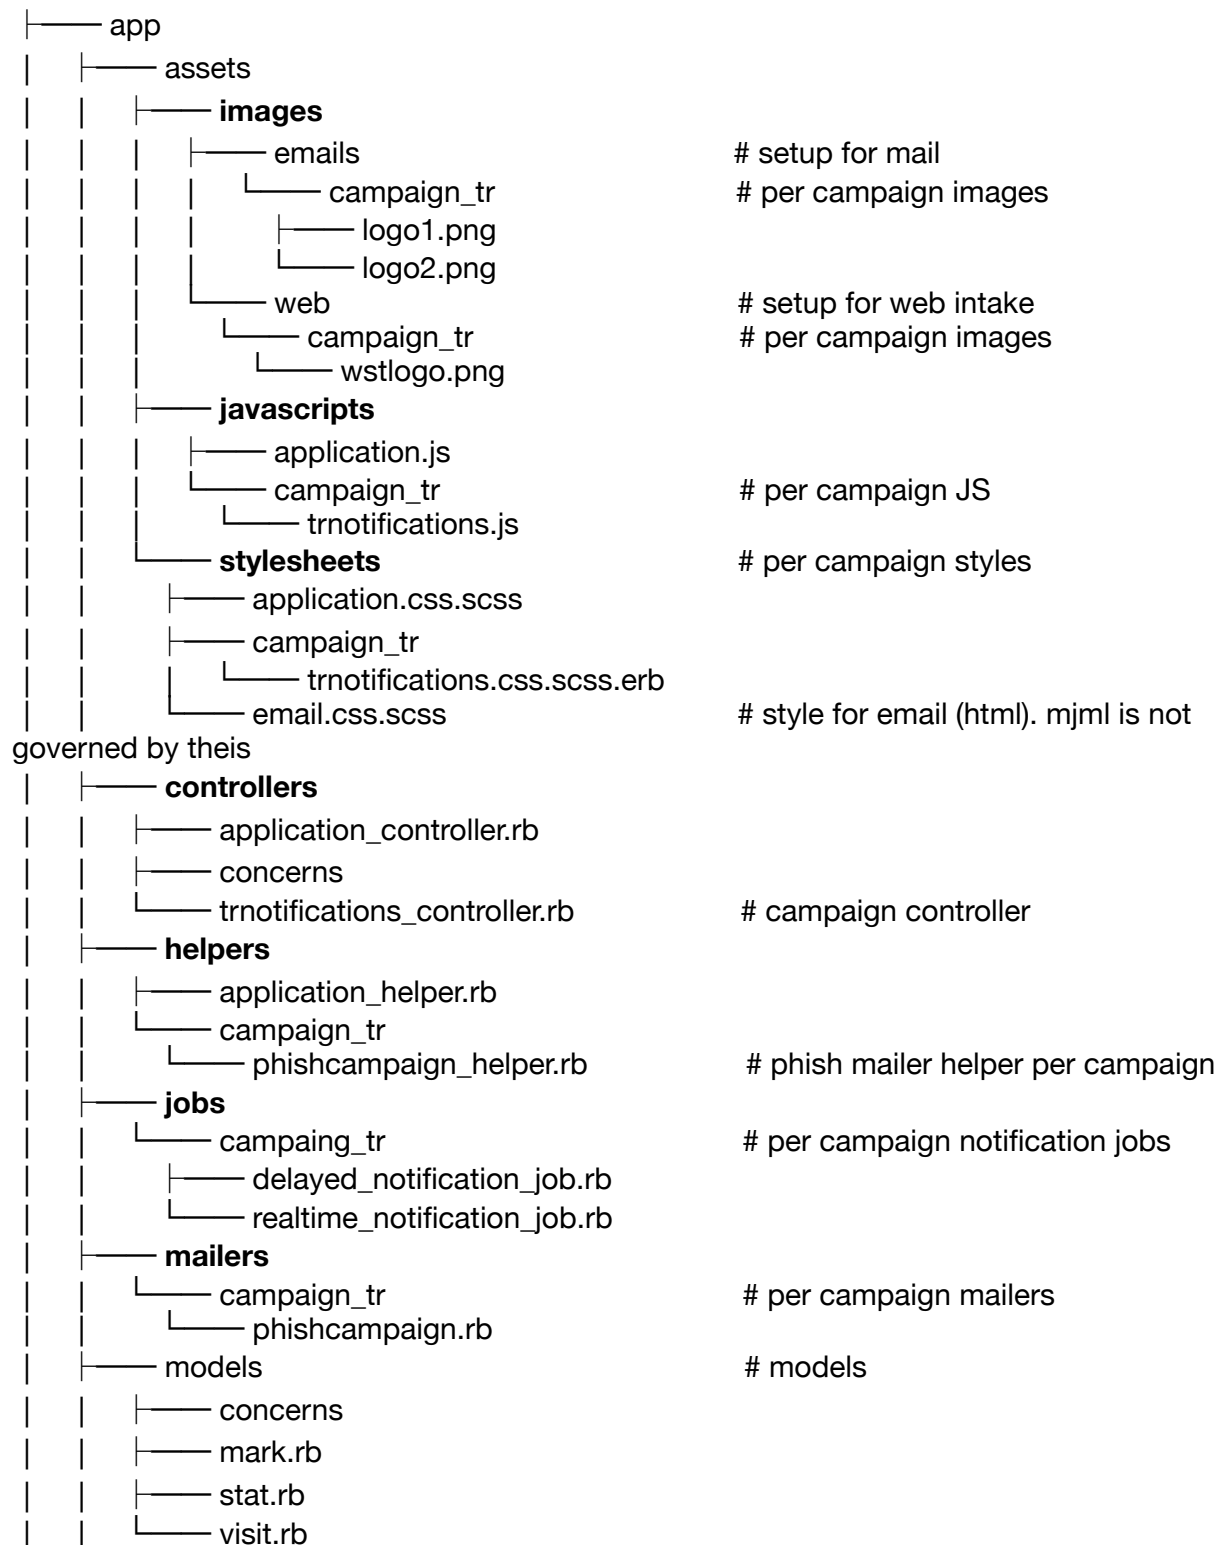 ├── app
│ ├── assets
│ │ ├── images
│ │ │ ├── emails # setup for mail
│ │ │ │ └── campaign_tr # per campaign images
│ │ │ │ ├── logo1.png
│ │ │ │ └── logo2.png
│ │ │ └── web # setup for web intake
│ │ │ └── campaign_tr # per campaign images
│ │ │ └── wstlogo.png
│ │ ├── javascripts
│ │ │ ├── application.js
│ │ │ └── campaign_tr # per campaign JS
│ │ │ └── trnotifications.js
│ │ └── stylesheets # per campaign styles
│ │ ├── application.css.scss
│ │ ├── campaign_tr
│ │ │ └── trnotifications.css.scss.erb
│ │ └── email.css.scss # style for email (html). mjml is not
governed by theis
│ ├── controllers
│ │ ├── application_controller.rb
│ │ ├── concerns
│ │ └── trnotifications_controller.rb # campaign controller
│ ├── helpers
│ │ ├── application_helper.rb
│ │ └── campaign_tr
│ │ └── phishcampaign_helper.rb # phish mailer helper per campaign
│ ├── jobs
│ │ └── campaing_tr # per campaign notification jobs
│ │ ├── delayed_notification_job.rb
│ │ └── realtime_notification_job.rb
│ ├── mailers
│ │ └── campaign_tr # per campaign mailers
│ │ └── phishcampaign.rb
│ ├── models # models
│ │ ├── concerns
│ │ ├── mark.rb
│ │ ├── stat.rb
│ │ └── visit.rb